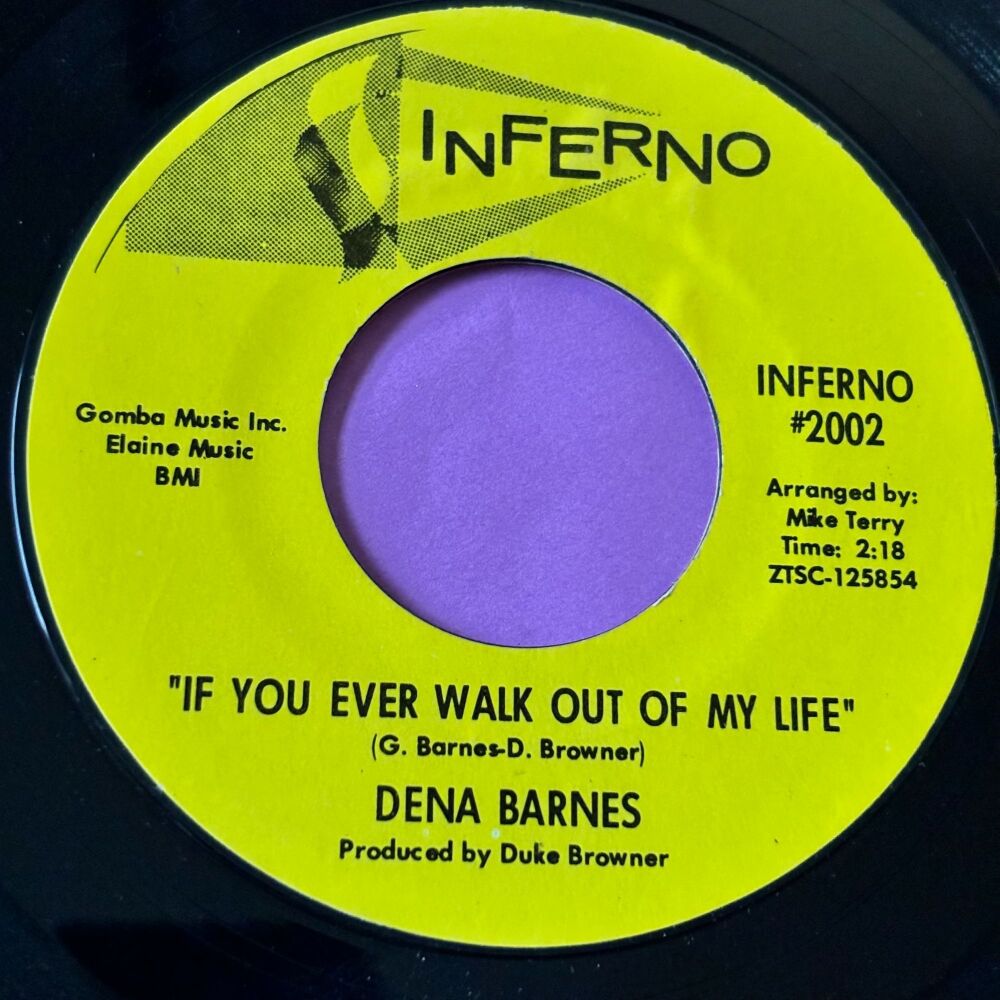 INFERNO
Gomba Music Inc.
Elaine Music
BMI
INFERNO
#2002
Arranged by:
Mike Terry
Time: 2:18
ZTSC-125854
"IF YOU EVER WALK OUT OF MY LIFE"
(G. Barnes-D. Browner)
DENA BARNES
Produced by Duke Browner